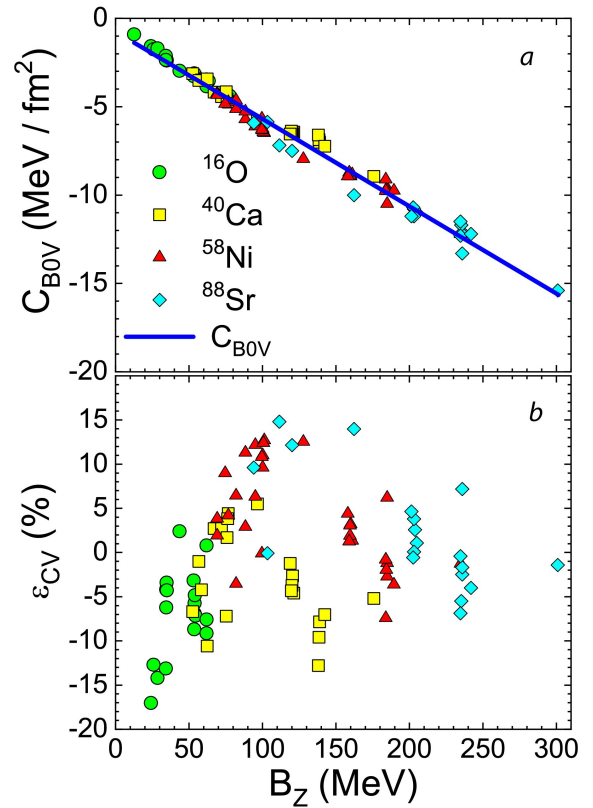 0
a
-5
-10
-15
-20
C_B0V (MeV / fm²)
¹⁶O
⁴⁰Ca
⁵⁸Ni
⁸⁸Sr
C_B0V
b
15
10
5
0
-5
-10
-15
-20
ε_CV (%)
0 50 100 150 200 250 300
B_Z (MeV)